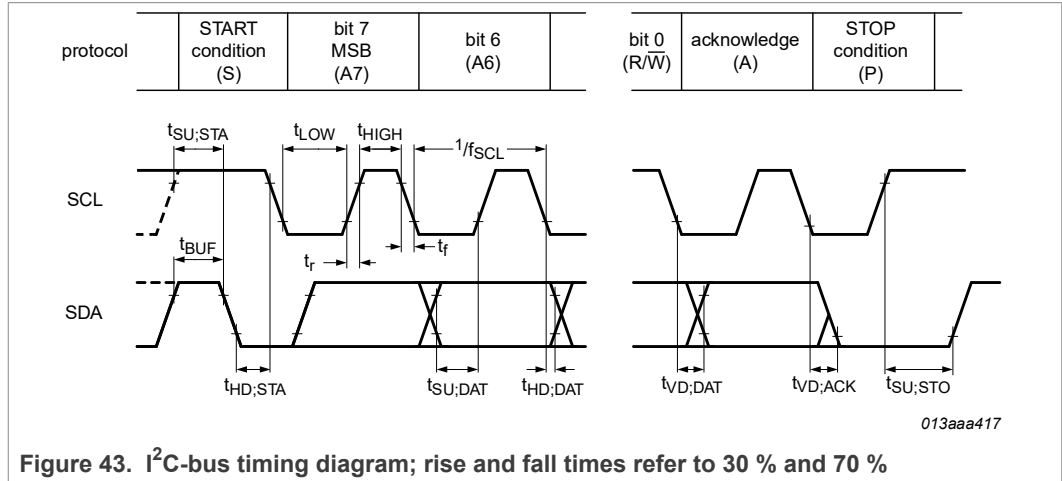 protocol
START condition (S)
bit 7 MSB (A7)
bit 6 (A6)
bit 0 (R/W̅)
acknowledge (A)
STOP condition (P)
tSU;STA
tLOW
tHIGH
1/fSCL
SCL
tBUF
tr
tf
SDA
tHD;STA
tSU;DAT
tHD;DAT
tVD;DAT
tVD;ACK
tSU;STO
013aaa417
Figure 43. I²C-bus timing diagram; rise and fall times refer to 30 % and 70 %